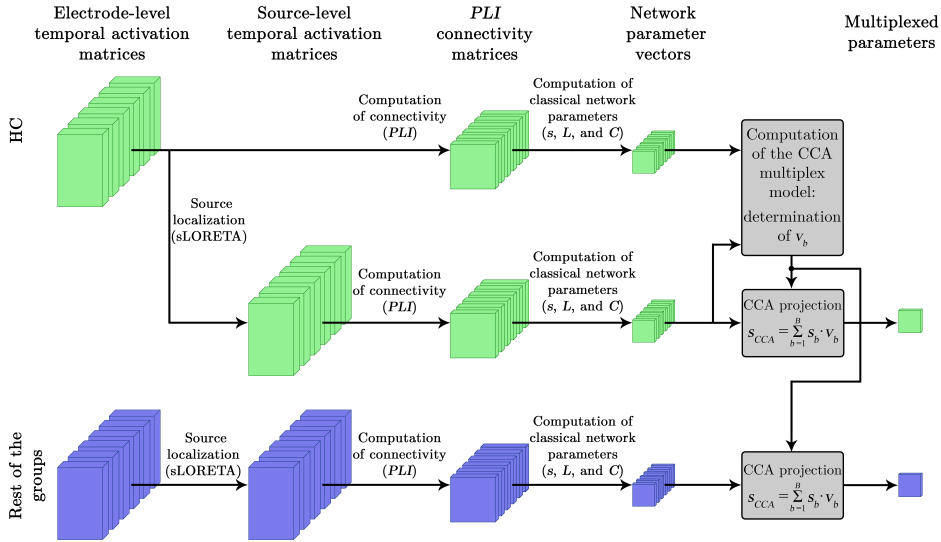 Electrode-level
temporal activation
matrices
Source-level
temporal activation
matrices
PLI
connectivity
matrices
Network
parameter
vectors
Multiplexed
parameters
HC
Computation
of connectivity
(PLI)
Computation of
classical network
parameters
(s, L, and C)
Computation
of the CCA
multiplex
model:
determination
of v_b
Source
localization
(sLORETA)
Computation
of connectivity
(PLI)
Computation of
classical network
parameters
(s, L, and C)
CCA projection
s_CCA = ∑_{b=1}^{B} s_b · v_b
Rest of the
groups
Source
localization
(sLORETA)
Computation
of connectivity
(PLI)
Computation of
classical network
parameters
(s, L, and C)
CCA projection
s_CCA = ∑_{b=1}^{B} s_b · v_b